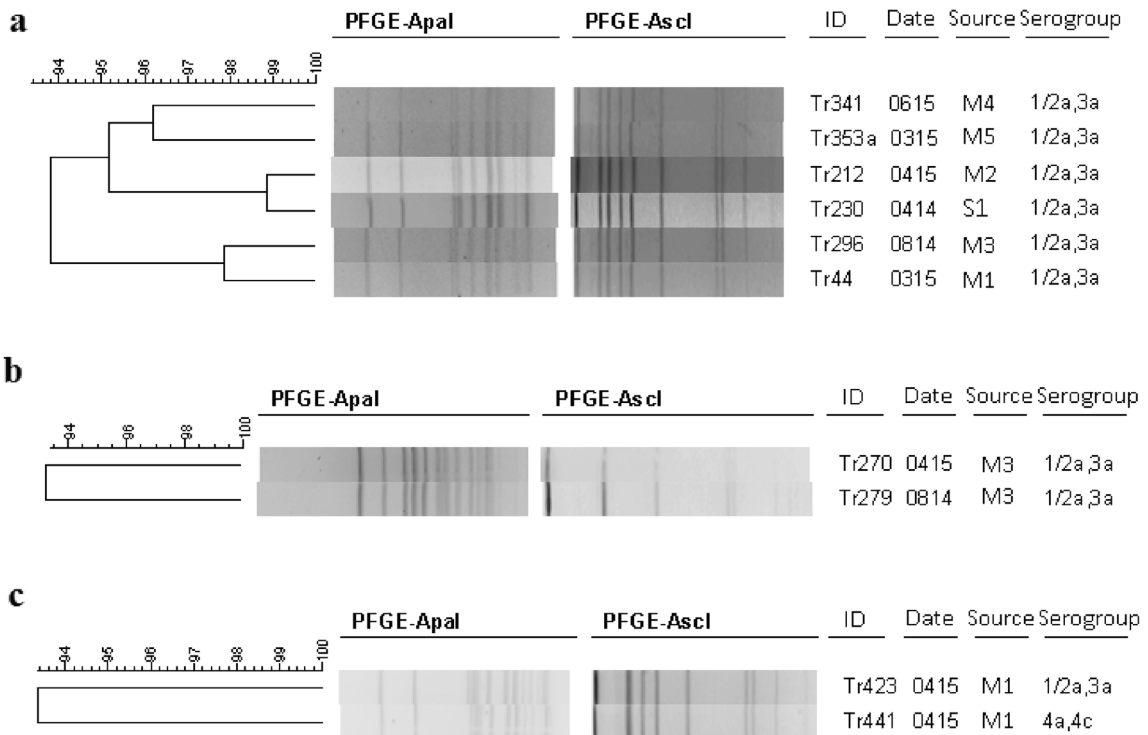 a
PFGE-ApaI PFGE-AscI ID Date Source Serogroup
94 95 96 97 98 99 100
Tr341 0615 M4 1/2a,3a
Tr353a 0315 M5 1/2a,3a
Tr212 0415 M2 1/2a,3a
Tr230 0414 S1 1/2a,3a
Tr296 0814 M3 1/2a,3a
Tr44 0315 M1 1/2a,3a
b
PFGE-ApaI PFGE-AscI ID Date Source Serogroup
94 96 98 100
Tr270 0415 M3 1/2a,3a
Tr279 0814 M3 1/2a,3a
c
PFGE-ApaI PFGE-AscI ID Date Source Serogroup
94 95 96 97 98 99 100
Tr423 0415 M1 1/2a,3a
Tr441 0415 M1 4a,4c